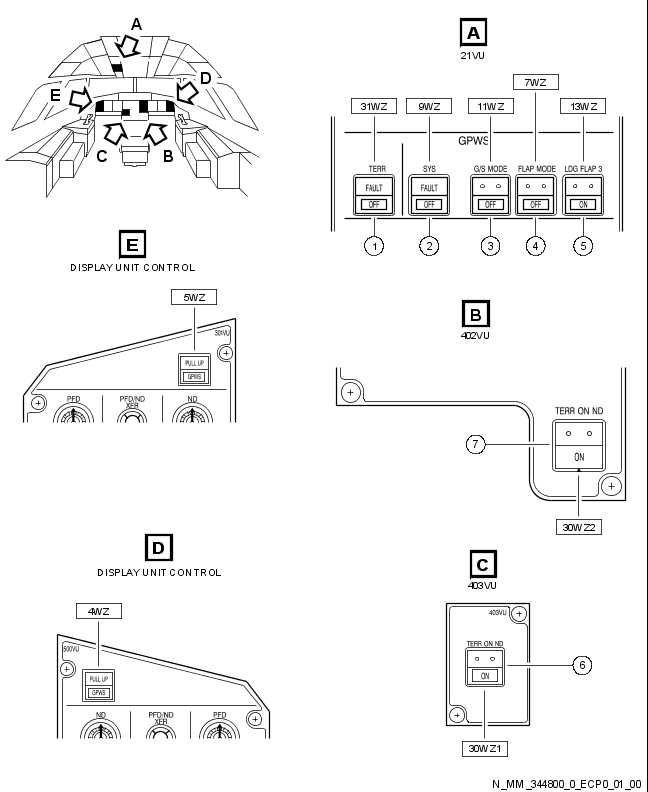 A
D
E
C
B
A
21VU
7WZ
31WZ
9WZ
11WZ
13WZ
GPWS
TERR
SYS
G/S MODE
FLAP MODE
LDG FLAP 3
FAULT
FAULT
OFF
OFF
OFF
OFF
ON
1
2
3
4
5
E
DISPLAY UNIT CONTROL
5WZ
301VU
PULL UP
GPWS
PFD
PFD/ND
XFR
ND
B
402VU
TERR ON ND
7
ON
30WZ2
D
DISPLAY UNIT CONTROL
4WZ
500VU
PULL UP
GPWS
ND
PFD/ND
XFR
PFD
C
403VU
403VU
TERR ON ND
6
ON
30WZ1
N_MM_344800_0_ECP0_01_00